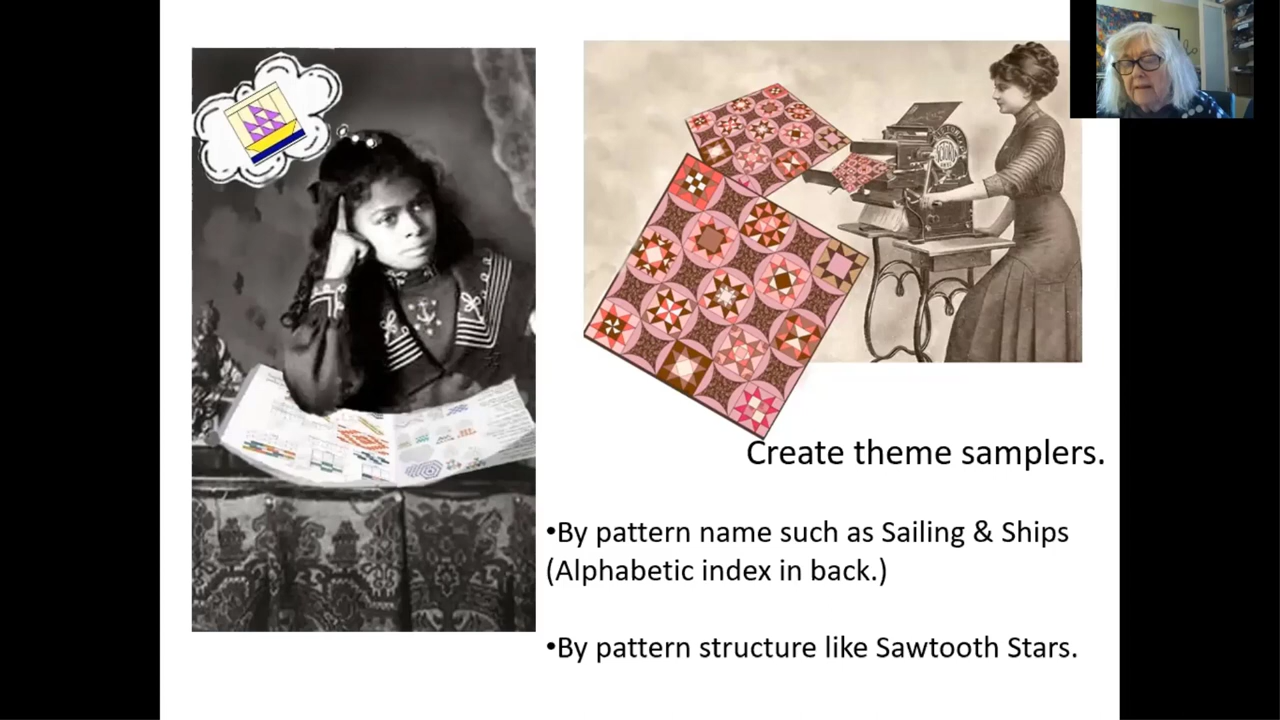 Create theme samplers.
•By pattern name such as Sailing & Ships
(Alphabetic index in back.)
•By pattern structure like Sawtooth Stars.